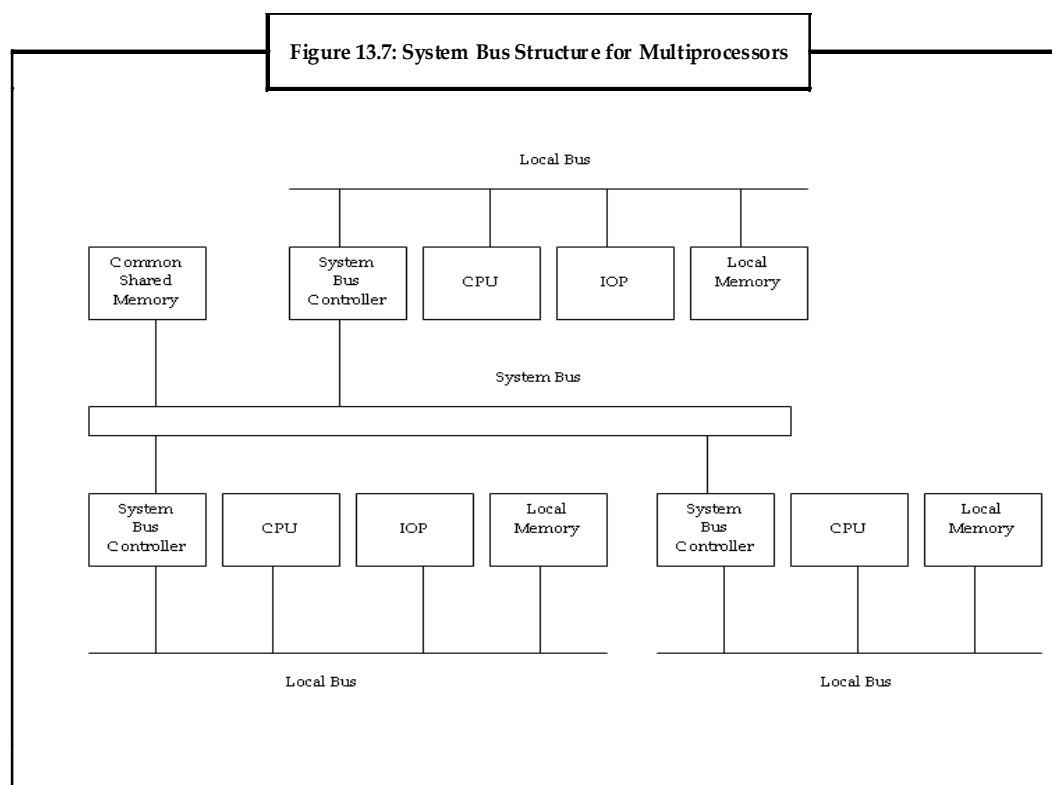 Figure 13.7: System Bus Structure for Multiprocessors
Local Bus
Common
Shared
Memory
System
Bus
Controller
CPU
IOP
Local
Memory
System Bus
System
Bus
Controller
CPU
IOP
Local
Memory
System
Bus
Controller
CPU
Local
Memory
Local Bus
Local Bus